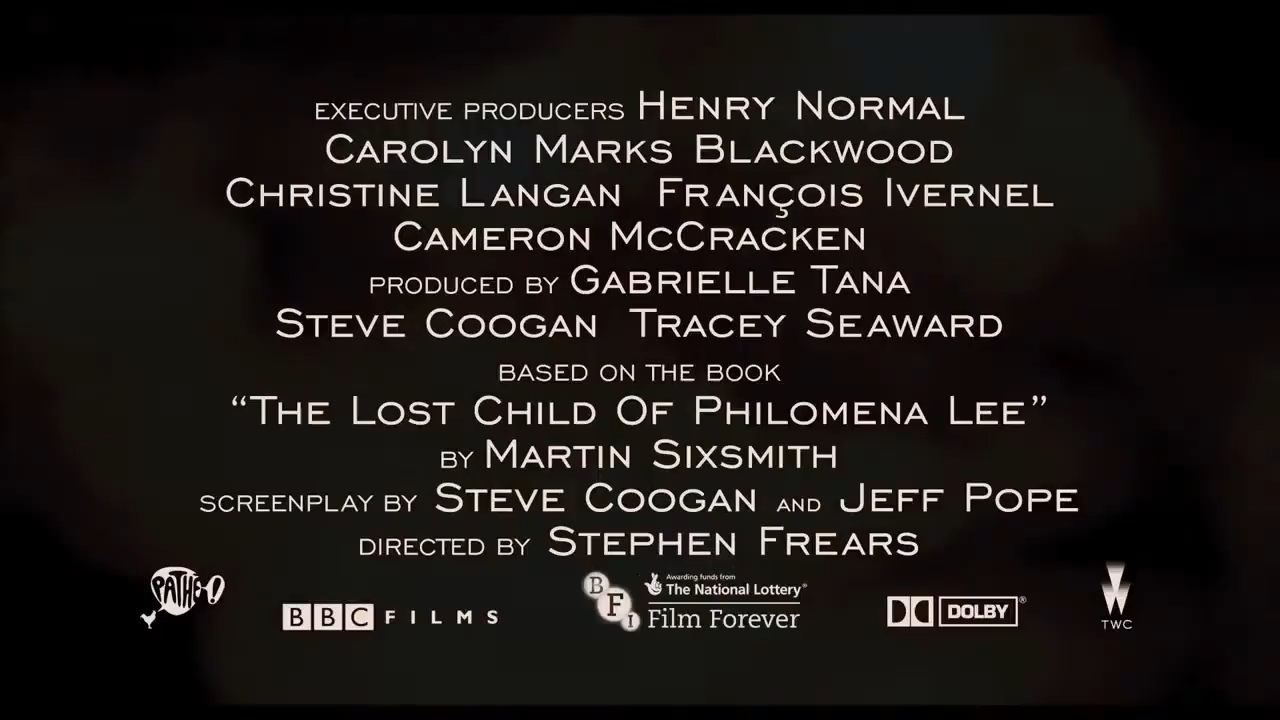 EXECUTIVE PRODUCERS HENRY NORMAL
CAROLYN MARKS BLACKWOOD
CHRISTINE LANGAN FRANÇOIS IVERNEL
CAMERON MCCRACKEN
PRODUCED BY GABRIELLE TANA
STEVE COOGAN TRACEY SEAWARD
BASED ON THE BOOK
“THE LOST CHILD OF PHILOMENA LEE”
BY MARTIN SIXSMITH
SCREENPLAY BY STEVE COOGAN AND JEFF POPE
DIRECTED BY STEPHEN FREARS
PATHÉ!
BBC FILMS
BFI
Awarding funds from
The National Lottery®
Film Forever
DOLBY®
TWC